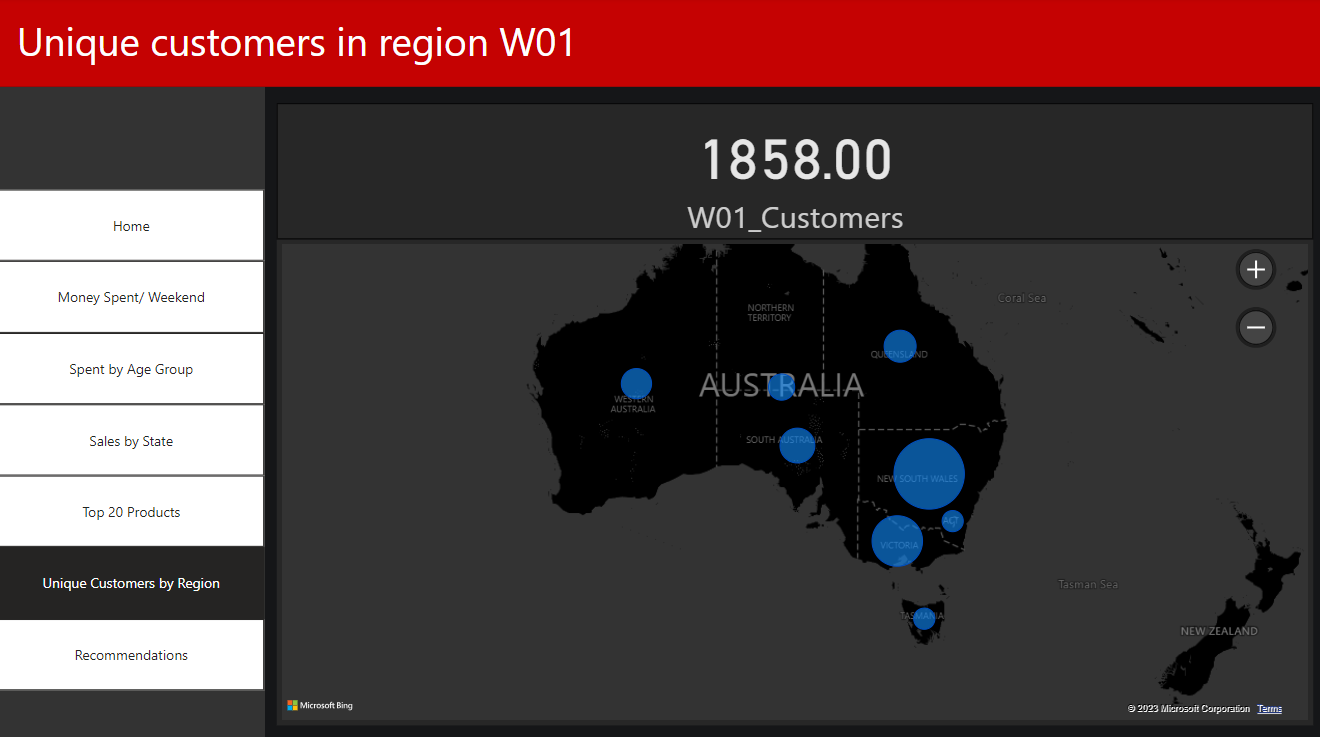 Unique customers in region W01
1858.00
W01_Customers
Home
Money Spent/ Weekend
Spent by Age Group
Sales by State
Top 20 Products
Unique Customers by Region
Recommendations
Coral Sea
NORTHERN
TERRITORY
QUEENSLAND
AUSTRALIA
WESTERN
AUSTRALIA
SOUTH AUSTRALIA
NEW SOUTH WALES
ACT
VICTORIA
Tasman Sea
TASMANIA
NEW ZEALAND
Microsoft Bing
© 2023 Microsoft Corporation Terms